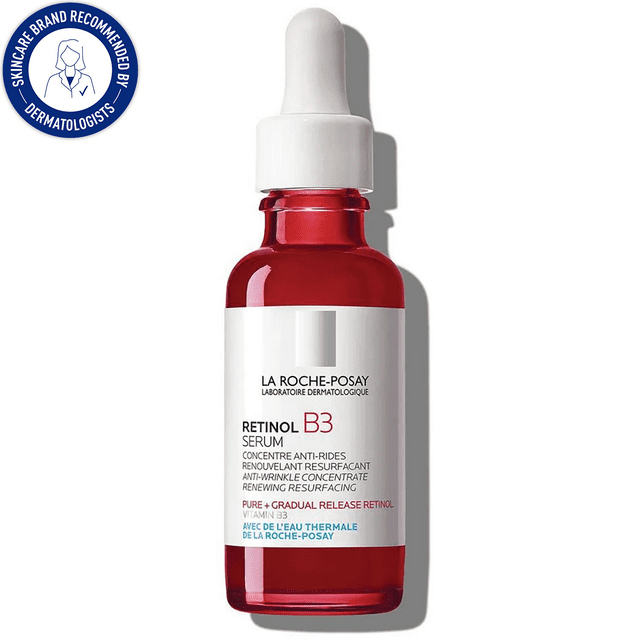 SKINCARE BRAND RECOMMENDED BY
DERMATOLOGISTS
LA ROCHE-POSAY
LABORATOIRE DERMATOLOGIQUE
RETINOL B3
SERUM
CONCENTRE ANTI-RIDES
RENOUVELANT RESURFACANT
ANTI-WRINKLE CONCENTRATE
RENEWING RESURFACING
PURE + GRADUAL RELEASE RETINOL
VITAMIN B3
AVEC DE L'EAU THERMALE
DE LA ROCHE-POSAY